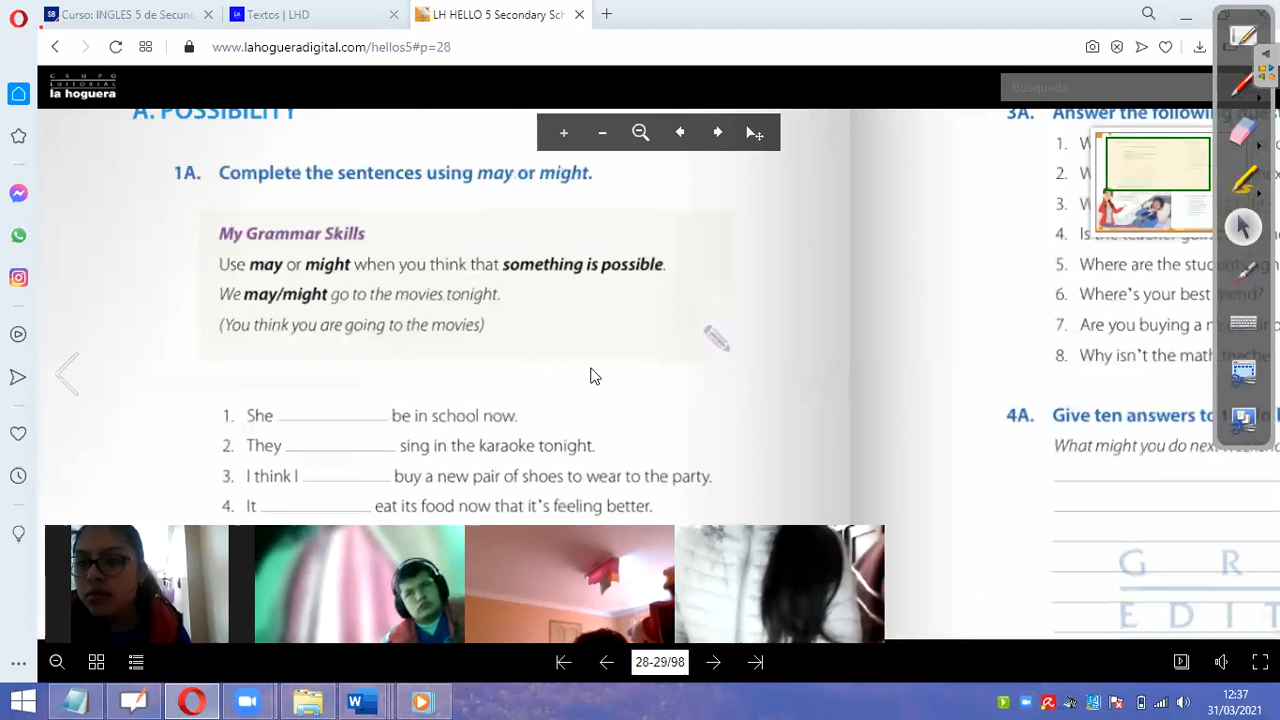 Curso: INGLES 5 de Secund
Textos | LHD
LH HELLO 5 Secondary Sch
www.lahogueradigital.com/hellos5#p=28
GRUPO
EDITORIAL
la hoguera
Búsqueda
A. POSSIBILITY
1A. Complete the sentences using may or might.
My Grammar Skills
Use may or might when you think that something is possible.
We may/might go to the movies tonight.
(You think you are going to the movies)
1. She ____________ be in school now.
2. They ____________ sing in the karaoke tonight.
3. I think I __________ buy a new pair of shoes to wear to the party.
4. It ____________ eat its food now that it's feeling better.
3A. Answer the following
1. W
2. W
3. W
4. Is the
5. Where are the
6. Where's your best
7. Are you buying a
8. Why isn't the math
4A. Give ten answers to
What might you do next
G R
E D I T
28-29/98
12:37
31/03/2021